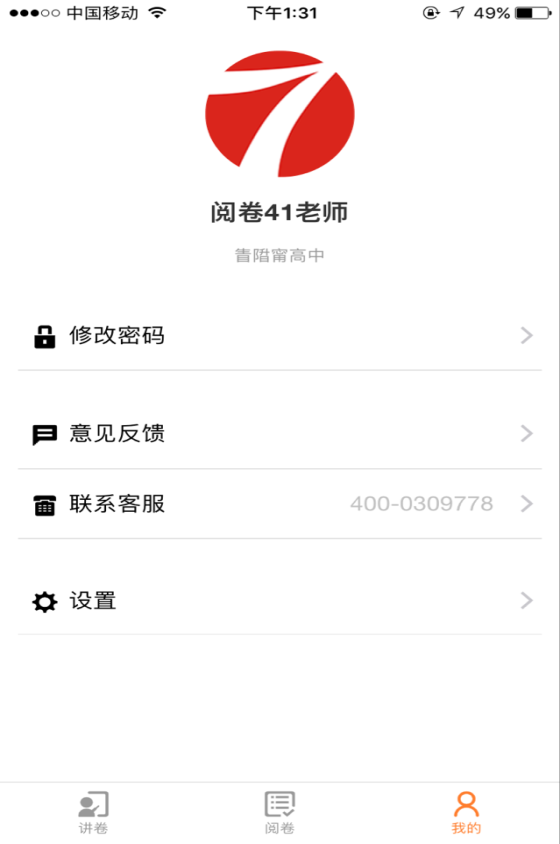 中国移动 下午1:31 49%
阅卷41老师
高中
修改密码
意见反馈
联系客服 400-0309778
设置
讲卷 阅卷 我的